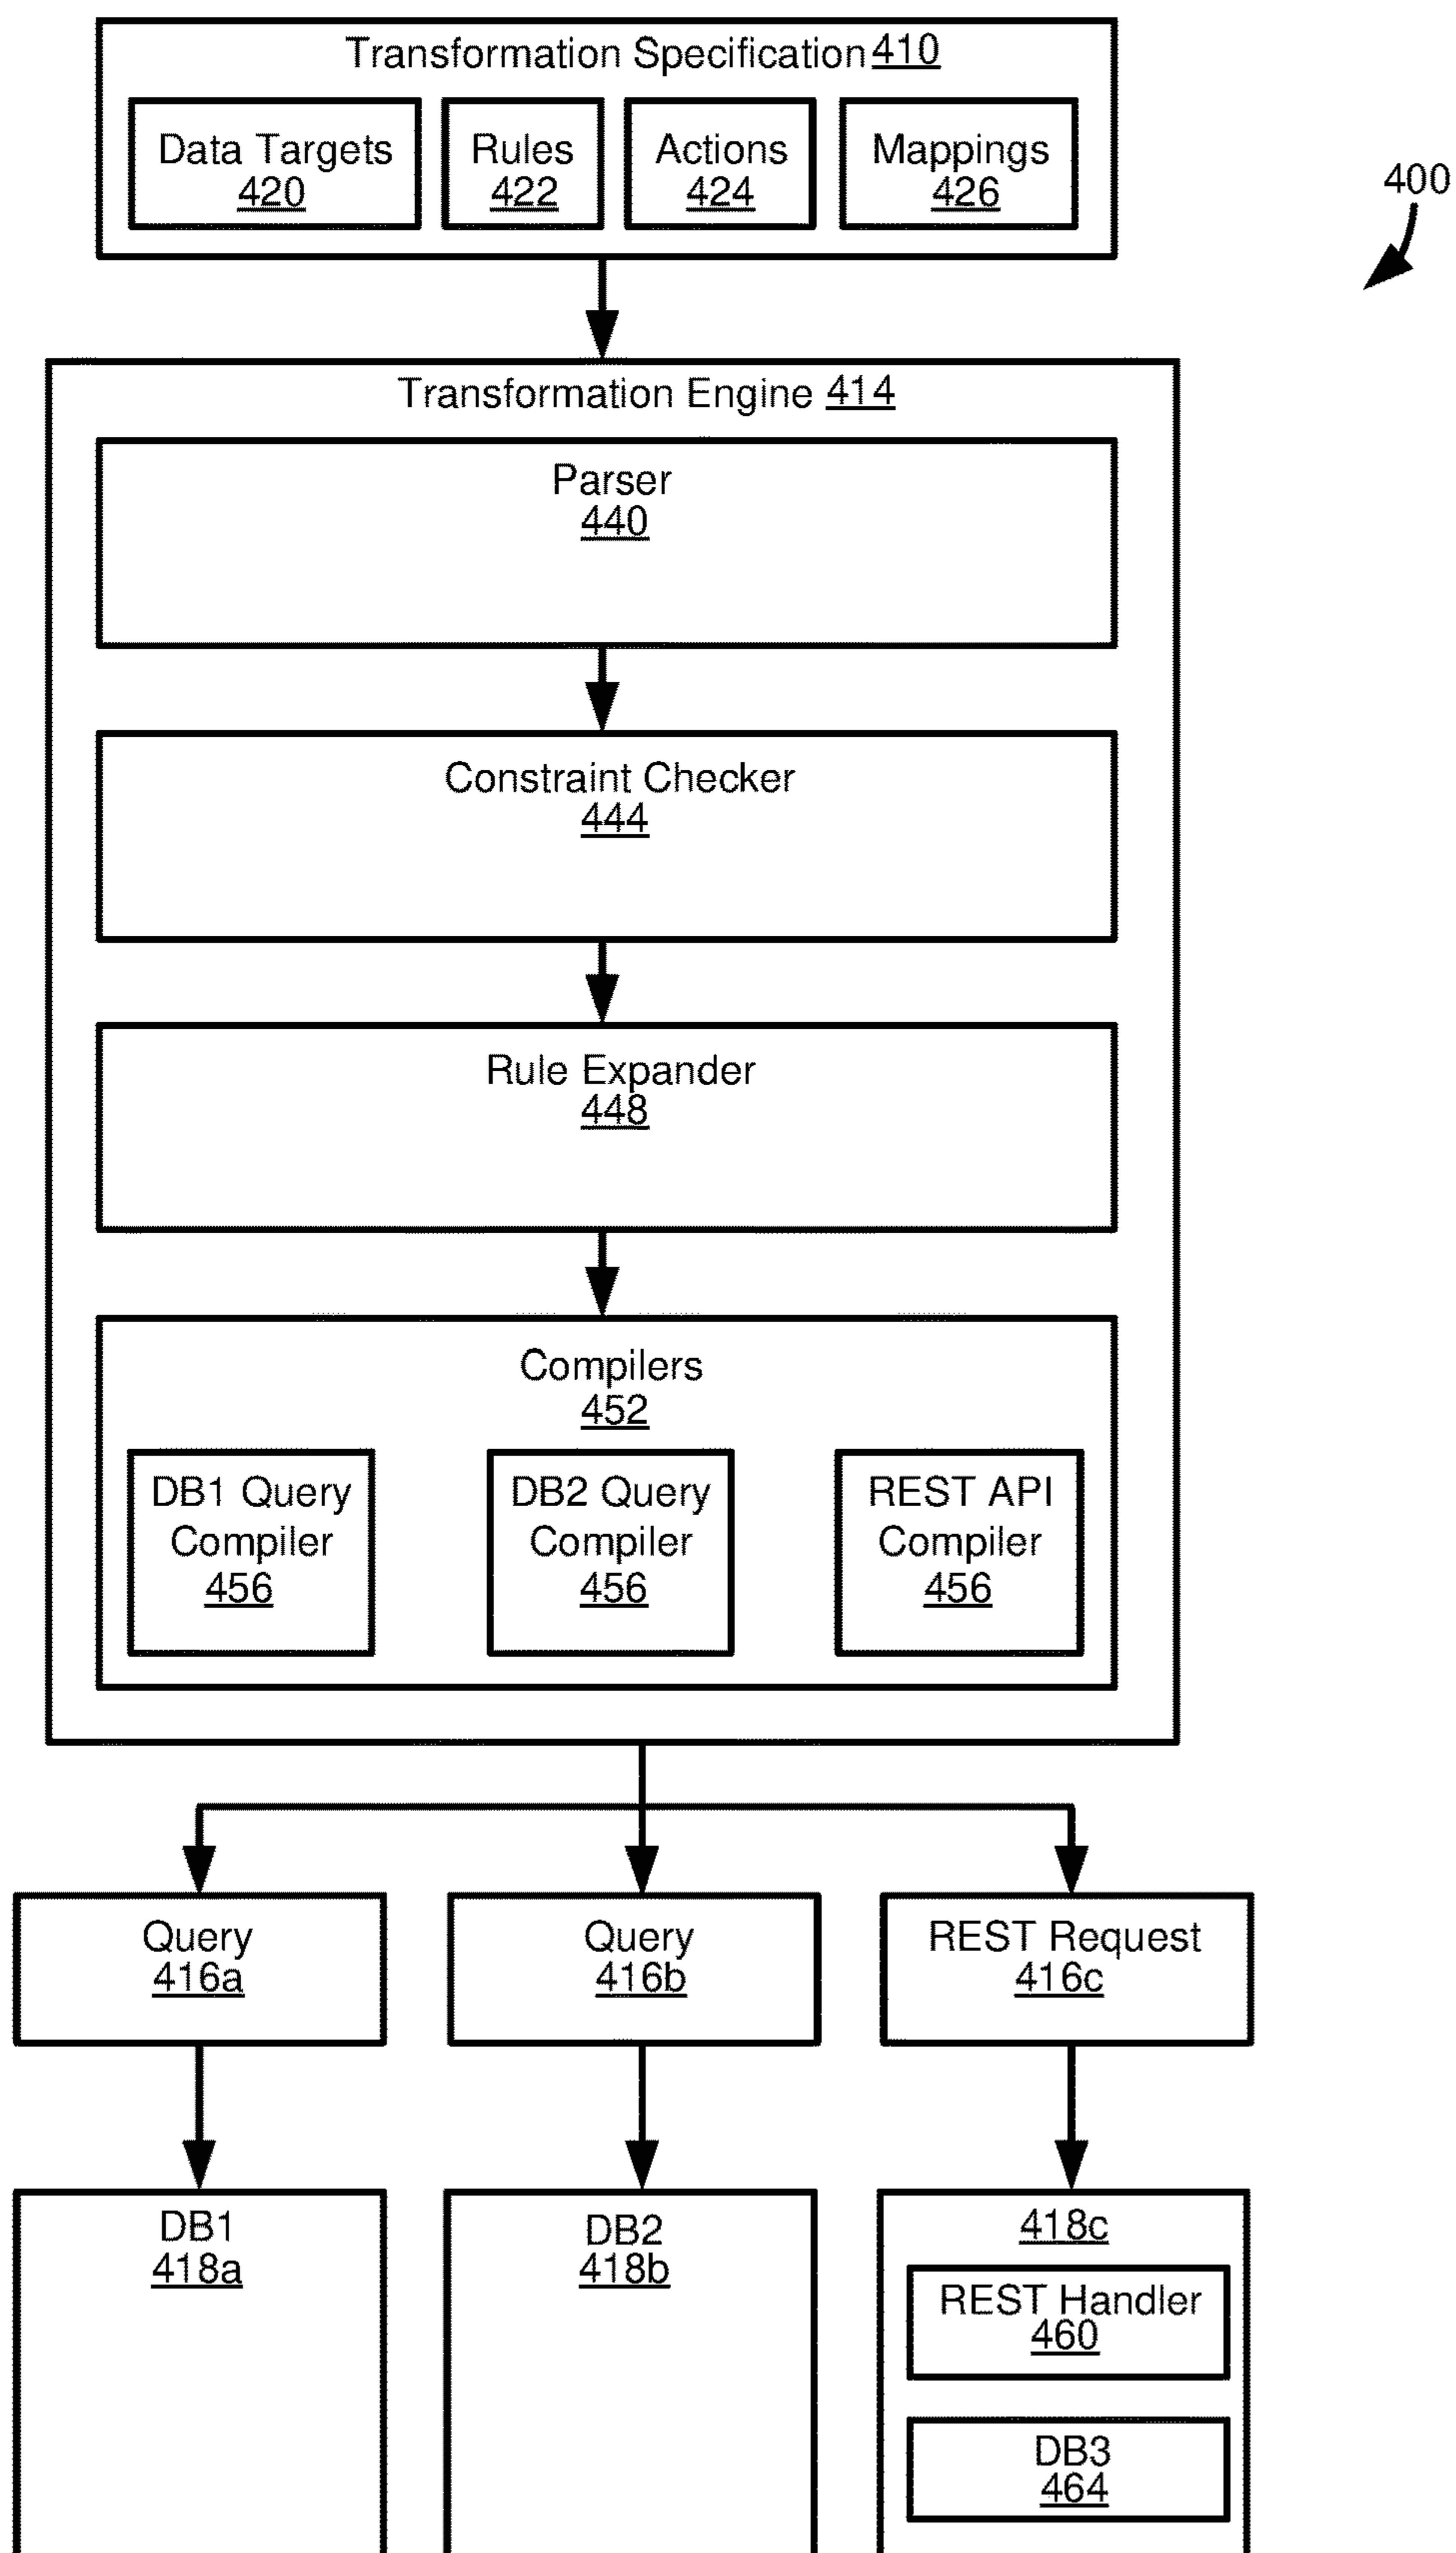 Transformation Specification 410
Data Targets
420
Rules
422
Actions
424
Mappings
426
400
Transformation Engine 414
Parser
440
Constraint Checker
444
Rule Expander
448
Compilers
452
DB1 Query
Compiler
456
DB2 Query
Compiler
456
REST API
Compiler
456
Query
416a
Query
416b
REST Request
416c
DB1
418a
DB2
418b
418c
REST Handler
460
DB3
464